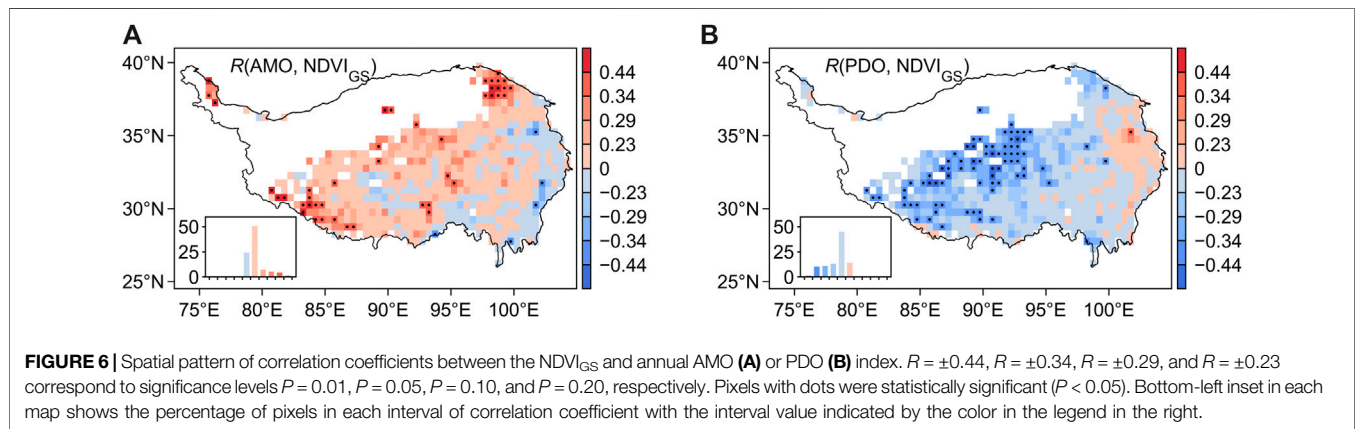 A
B
40°N
35°N
30°N
25°N
R(AMO, NDVI_GS)
50
25
0
75°E 80°E 85°E 90°E 95°E 100°E
0.44
0.34
0.29
0.23
0
−0.23
−0.29
−0.34
−0.44
40°N
35°N
30°N
25°N
R(PDO, NDVI_GS)
50
25
0
75°E 80°E 85°E 90°E 95°E 100°E
0.44
0.34
0.29
0.23
0
−0.23
−0.29
−0.34
−0.44
FIGURE 6 | Spatial pattern of correlation coefficients between the NDVI_GS and annual AMO (A) or PDO (B) index. R = ±0.44, R = ±0.34, R = ±0.29, and R = ±0.23
correspond to significance levels P = 0.01, P = 0.05, P = 0.10, and P = 0.20, respectively. Pixels with dots were statistically significant (P < 0.05). Bottom-left inset in each
map shows the percentage of pixels in each interval of correlation coefficient with the interval value indicated by the color in the legend in the right.